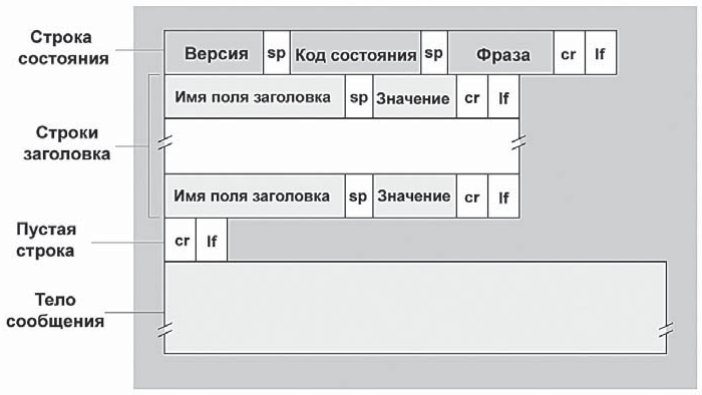 Строка состояния
Версия sp Код состояния sp Фраза cr lf
Имя поля заголовка sp Значение cr lf
Строки заголовка
Имя поля заголовка sp Значение cr lf
Пустая строка
cr lf
Тело сообщения